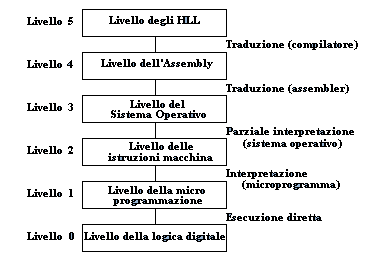 Livello 5
Livello degli HLL
Traduzione (compilatore)
Livello 4
Livello dell'Assembly
Traduzione (assembler)
Livello 3
Livello del
Sistema Operativo
Parziale interpretazione
(sistema operativo)
Livello 2
Livello delle
istruzioni macchina
Interpretazione
(microprogramma)
Livello 1
Livello della micro
programmazione
Esecuzione diretta
Livello 0
Livello della logica digitale